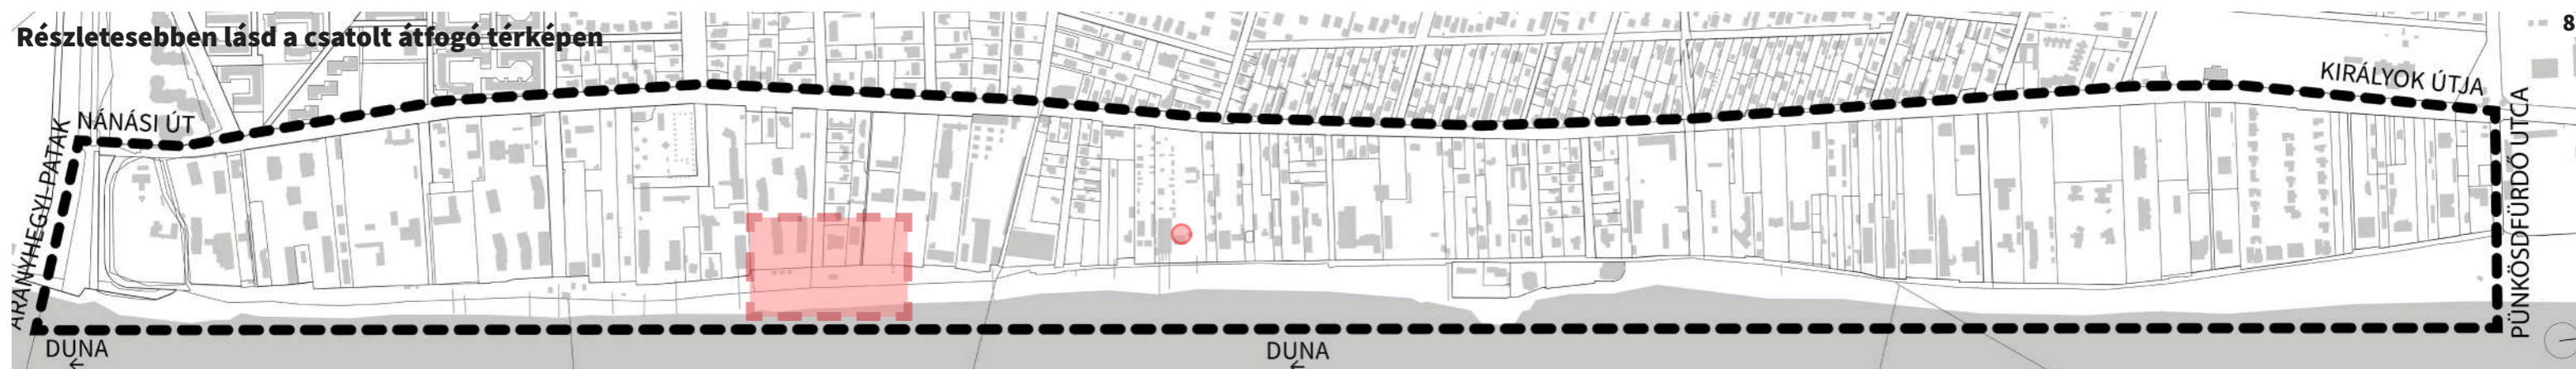 Részletesebben lásd a csatolt átfogó térképen
8
NÁNÁSI ÚT
KIRÁLYOK ÚTJA
ARANYHEGYI-PATAK
PÜNKÖSDFÜRDŐ UTCA
DUNA
←
DUNA
←